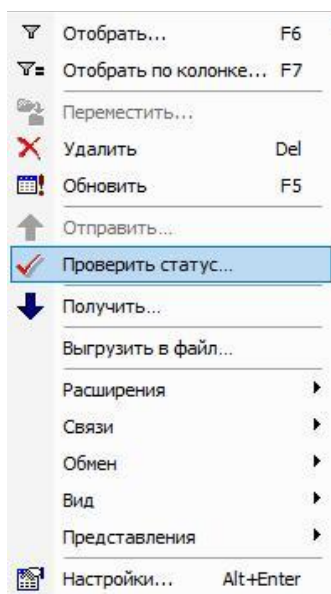 Отобрать... F6
Отобрать по колонке... F7
Переместить...
Удалить Del
Обновить F5
Отправить...
Проверить статус...
Получить...
Выгрузить в файл...
Расширения
Связи
Обмен
Вид
Представления
Настройки... Alt+Enter